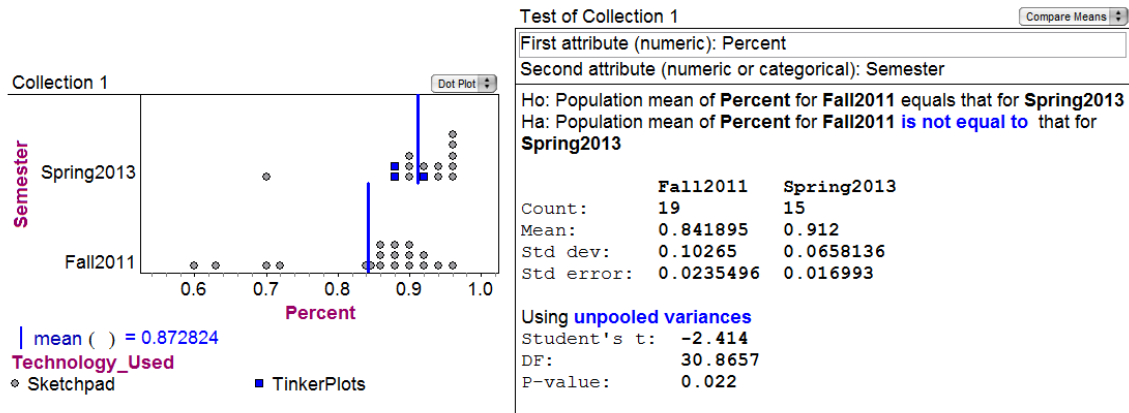 Collection 1
Dot Plot
Semester
Spring2013
Fall2011
0.6 0.7 0.8 0.9 1.0
Percent
mean ( ) = 0.872824
Technology_Used
Sketchpad TinkerPlots
Test of Collection 1
Compare Means
First attribute (numeric): Percent
Second attribute (numeric or categorical): Semester
Ho: Population mean of Percent for Fall2011 equals that for Spring2013
Ha: Population mean of Percent for Fall2011 is not equal to that for
Spring2013
Fall2011 Spring2013
Count: 19 15
Mean: 0.841895 0.912
Std dev: 0.10265 0.0658136
Std error: 0.0235496 0.016993
Using unpooled variances
Student's t: -2.414
DF: 30.8657
P-value: 0.022